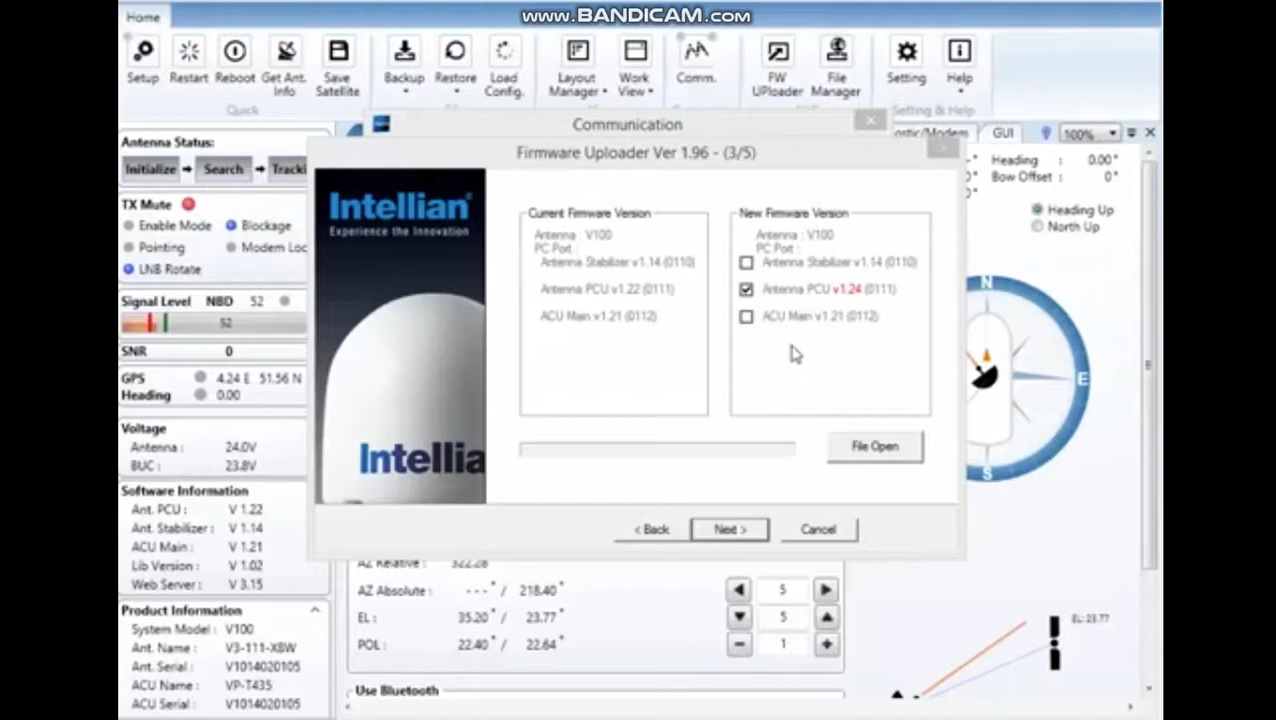 www.BANDICAM.com
Home
Setup Restart Reboot Get Ant. Info Save Satellite Backup Restore Load Config. Layout Manager Work View Comm. FW UPloader File Manager Setting Help
Quick
Setting & Help
Communication
Firmware Uploader Ver 1.96 - (3/5)
Antenna Status:
Initialize Search
TX Mute
Enable Mode Blockage
Pointing
LNB Rotate
Signal Level NBD 52
52
SNR 0
GPS 4.24 E 51.56 N
Heading 0.00
Voltage
Antenna : 24.0V
BUC : 23.8V
Software Information
Ant. PCU : V 1.22
Ant. Stabilizer : V 1.14
ACU Main : V 1.21
Lib Version : V 1.02
Web Server : V 3.15
Product Information
System Model : V100
Ant. Name : V3-111-XBW
Ant. Serial : V1014020105
ACU Name : VP-T435
ACU Serial : V1014020105
Intellian
Experience the Innovation
Intellia
Current Firmware Version
Antenna : V100
PC Port :
Antenna Stabilizer v1.14 (0110)
Antenna PCU v1.22 (0111)
ACU Main v1.21 (0112)
New Firmware Version
Antenna : V100
PC Port :
Antenna Stabilizer v1.14 (0110)
Antenna PCU v1.24 (0111)
ACU Main v1.21 (0112)
File Open
< Back Next > Cancel
GUI 100%
Heading : 0.00°
Bow Offset : 0°
Heading Up
North Up
N
E
S
AZ Relative : 322.28
AZ Absolute : ---° / 218.40°
EL : 35.20° / 23.77°
POL : 22.40° / 22.64°
5
5
1
EL: 23.77
Use Bluetooth